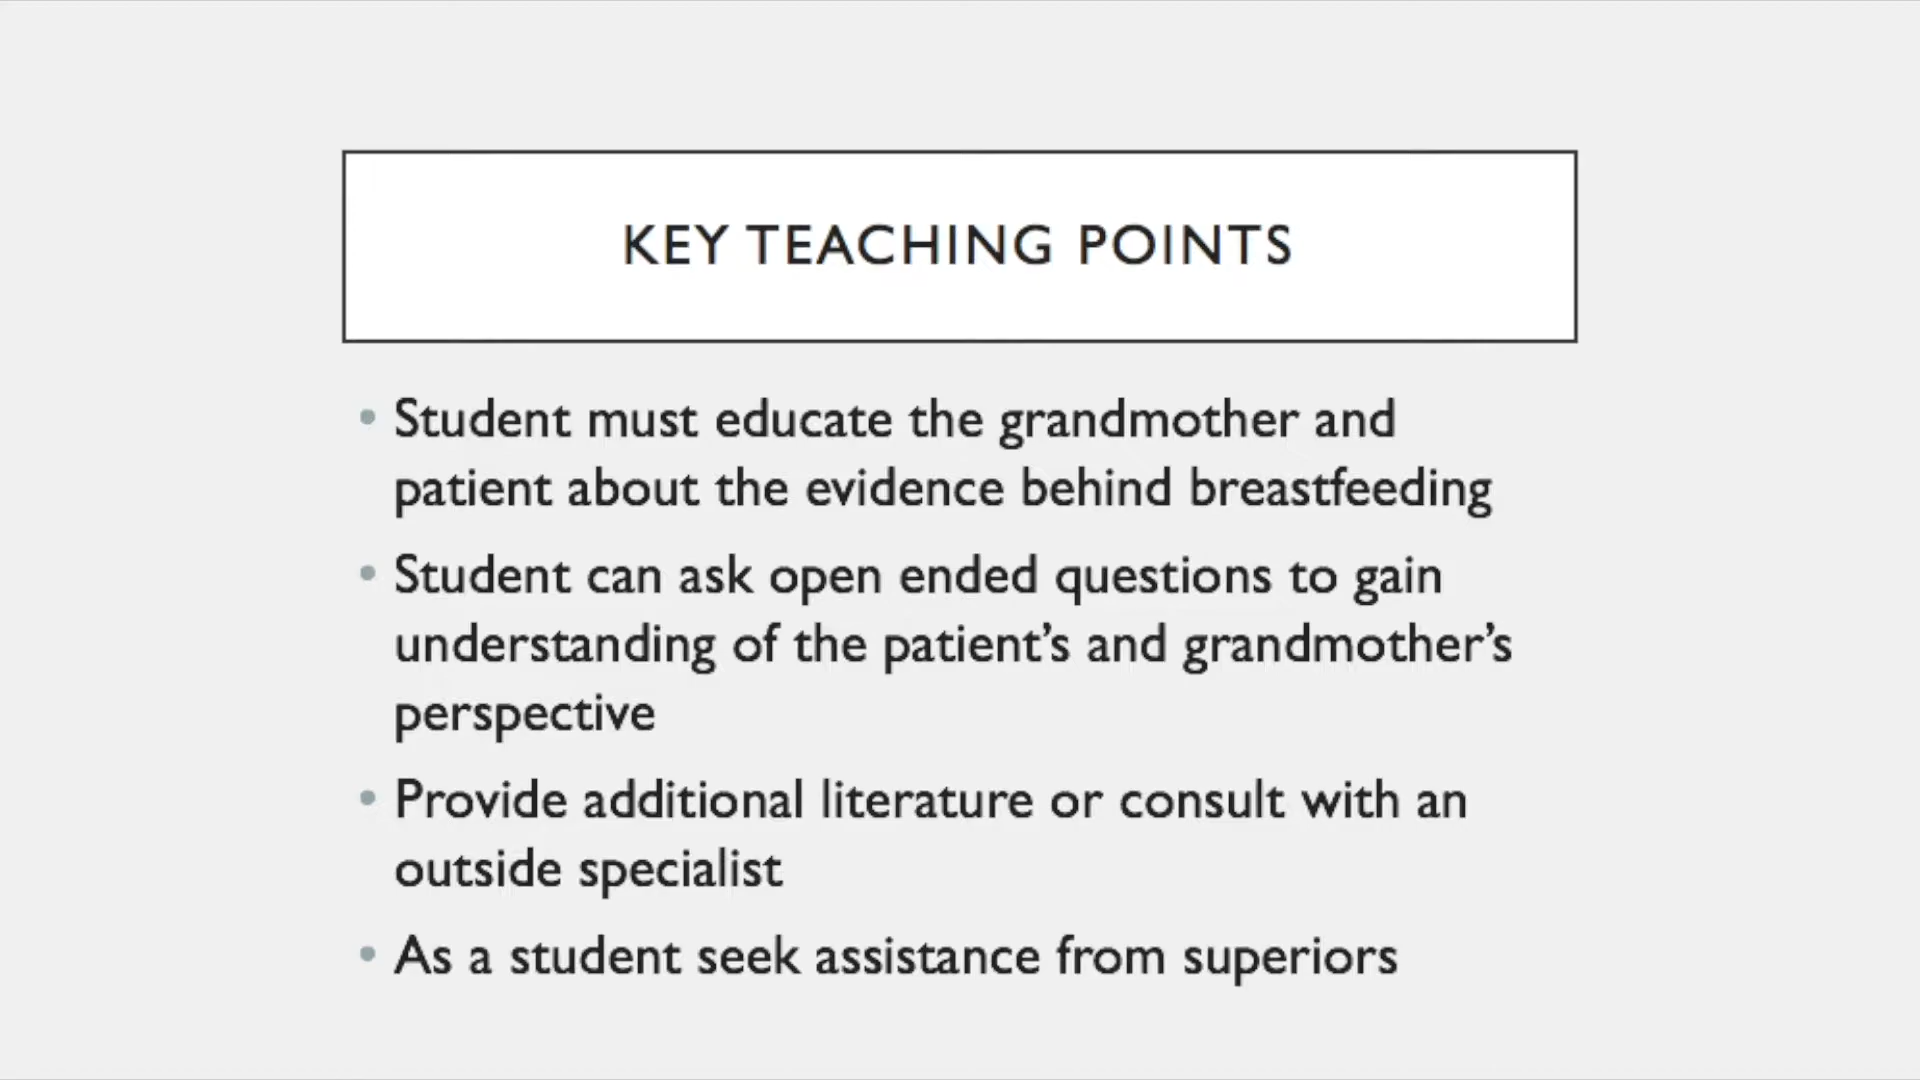 KEY TEACHING POINTS
• Student must educate the grandmother and
patient about the evidence behind breastfeeding
• Student can ask open ended questions to gain
understanding of the patient’s and grandmother’s
perspective
• Provide additional literature or consult with an
outside specialist
• As a student seek assistance from superiors